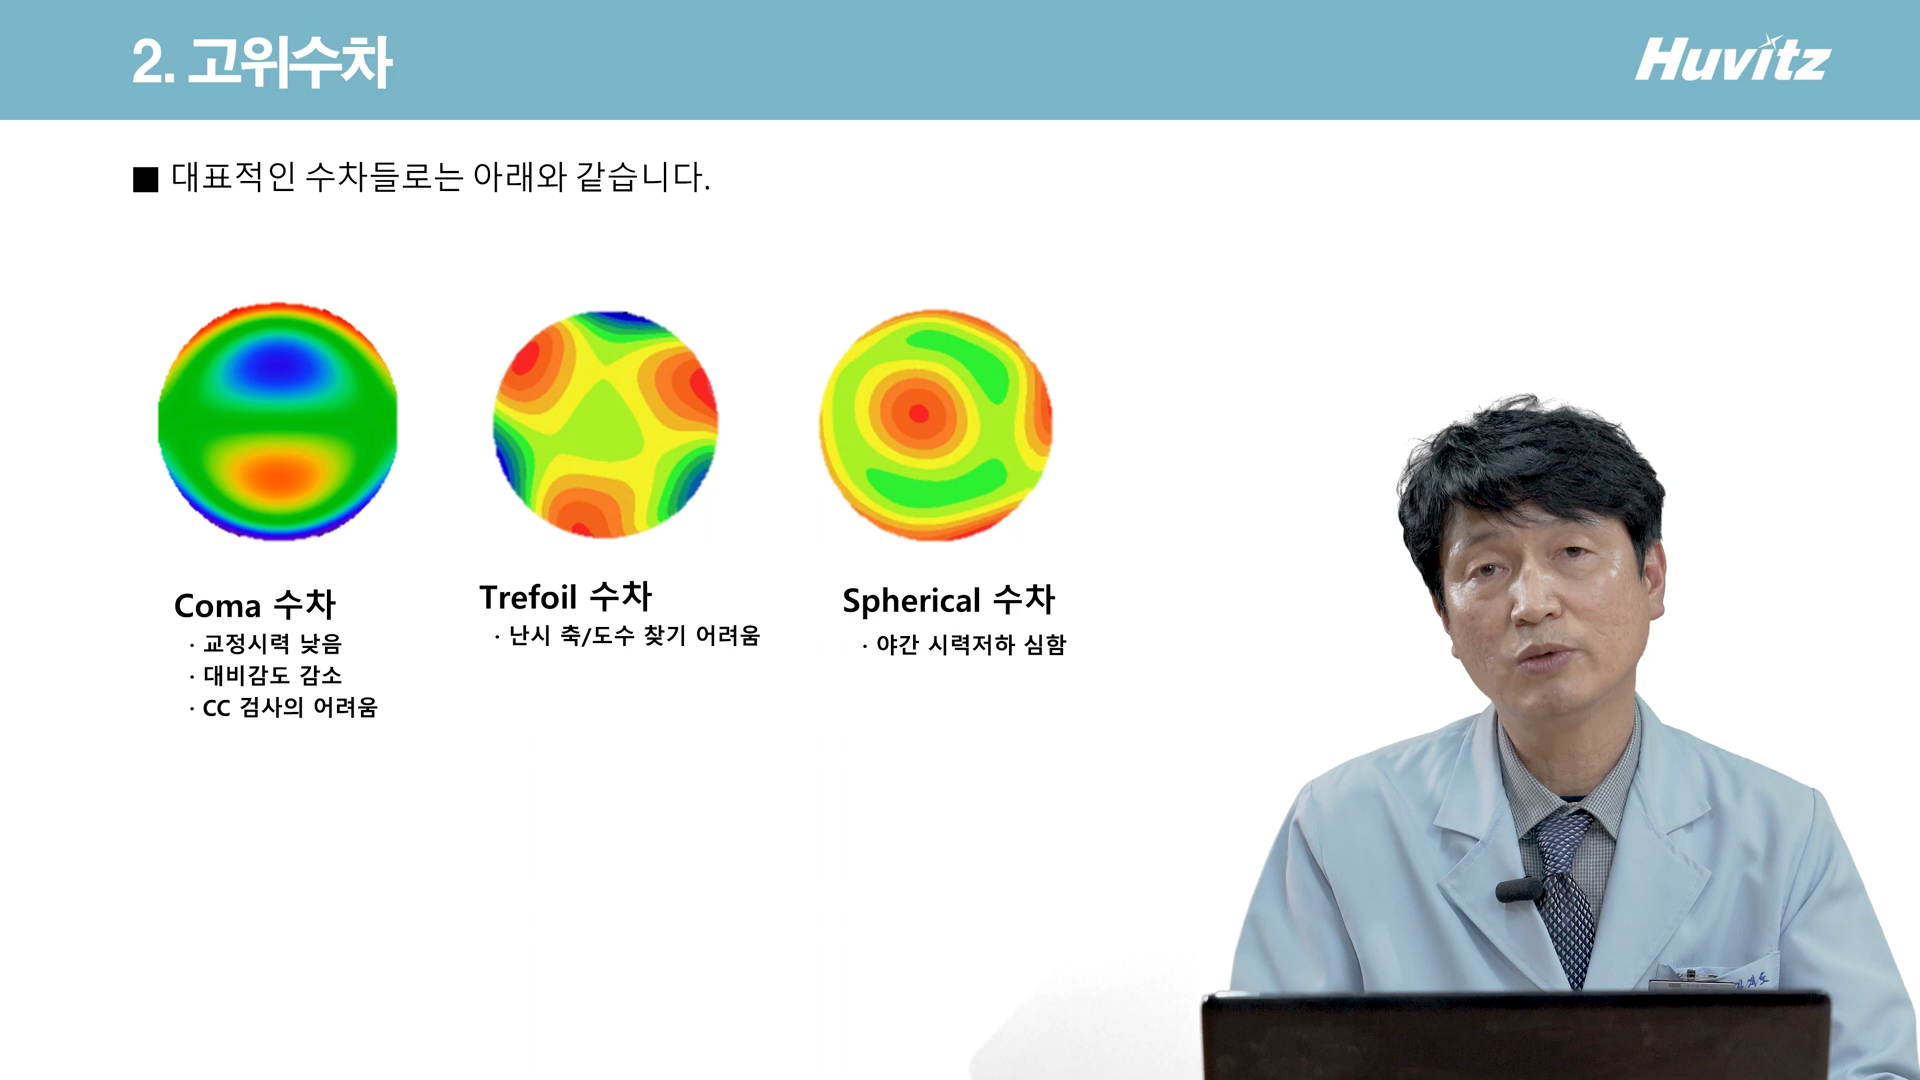 2. 고위수차
Huvitz
■ 대표적인 수차들로는 아래와 같습니다.
Coma 수차
· 교정시력 낮음
· 대비감도 감소
· CC 검사의 어려움
Trefoil 수차
· 난시 축/도수 찾기 어려움
Spherical 수차
· 야간 시력저하 심함